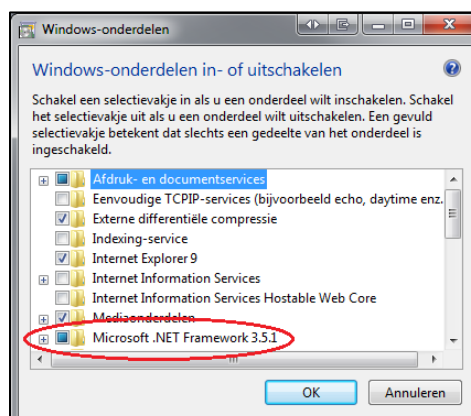 Windows-onderdelen
Windows-onderdelen in- of uitschakelen
Schakel een selectievakje in als u een onderdeel wilt inschakelen. Schakel
het selectievakje uit als u een onderdeel wilt uitschakelen. Een gevuld
selectievakje betekent dat slechts een gedeelte van het onderdeel is
ingeschakeld.
Afdruk- en documentservices
Eenvoudige TCPIP-services (bijvoorbeeld echo, daytime enz.
Externe differentiële compressie
Indexing-service
Internet Explorer 9
Internet Information Services
Internet Information Services Hostable Web Core
Mediaonderdelen
Microsoft .NET Framework 3.5.1
OK
Annuleren